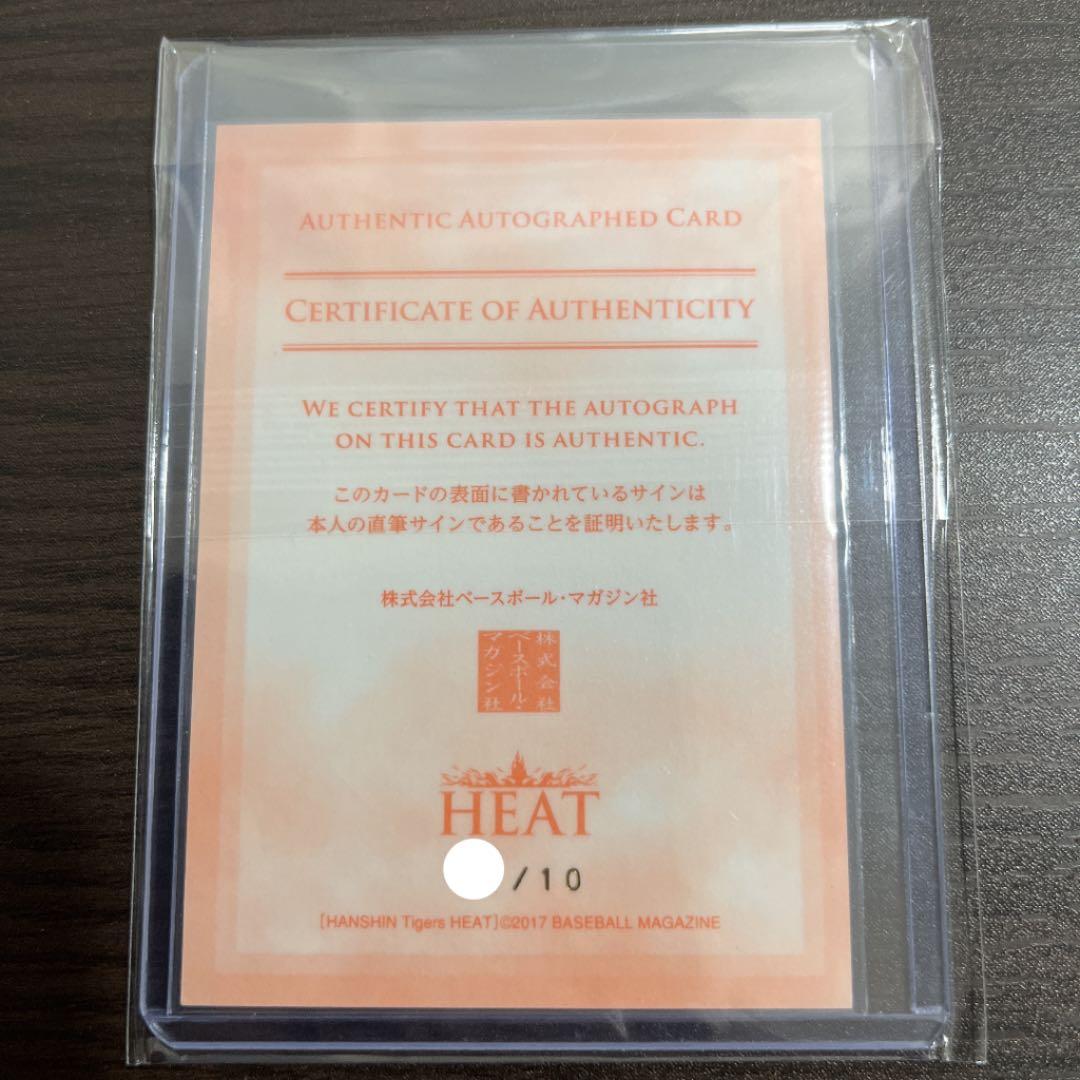 AUTHENTIC AUTOGRAPHED CARD
CERTIFICATE OF AUTHENTICITY
WE CERTIFY THAT THE AUTOGRAPH
ON THIS CARD IS AUTHENTIC.
このカードの表面に書かれているサインは
本人の直筆サインであることを証明いたします。
株式会社ベースボール・マガジン社
株式会社
ベースボール・
マガジン社
HEAT
/10
[HANSHIN Tigers HEAT]©2017 BASEBALL MAGAZINE